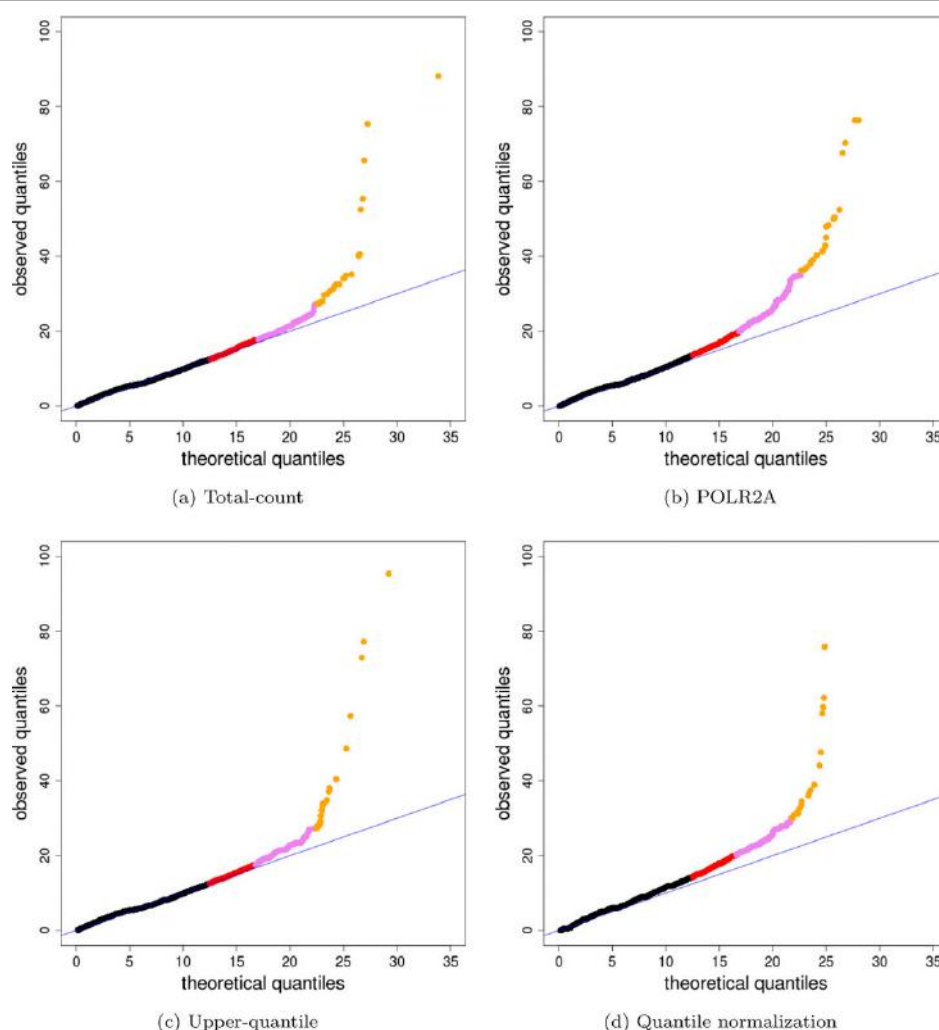 100
80
60
40
20
0
observed quantiles
0 5 10 15 20 25 30 35
theoretical quantiles
(a) Total-count
100
80
60
40
20
0
observed quantiles
0 5 10 15 20 25 30 35
theoretical quantiles
(b) POLR2A
100
80
60
40
20
0
observed quantiles
0 5 10 15 20 25 30 35
theoretical quantiles
(c) Upper-quantile
100
80
60
40
20
0
observed quantiles
0 5 10 15 20 25 30 35
theoretical quantiles
(d) Quantile normalization